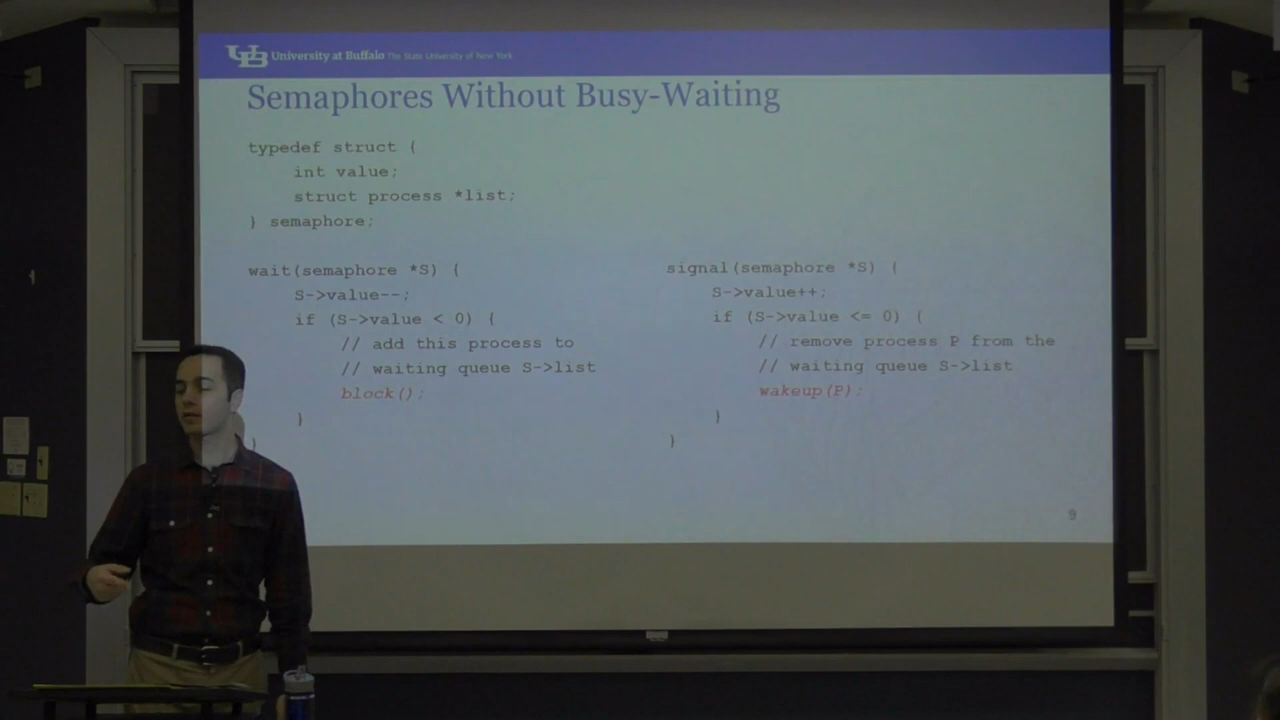 University at Buffalo The State University of New York
Semaphores Without Busy-Waiting
typedef struct {
int value;
struct process *list;
} semaphore;
wait(semaphore *S) {
S->value--;
if (S->value < 0) {
// add this process to
// waiting queue S->list
block();
}
}
signal(semaphore *S) {
S->value++;
if (S->value <= 0) {
// remove process P from the
// waiting queue S->list
wakeup(P);
}
}
9